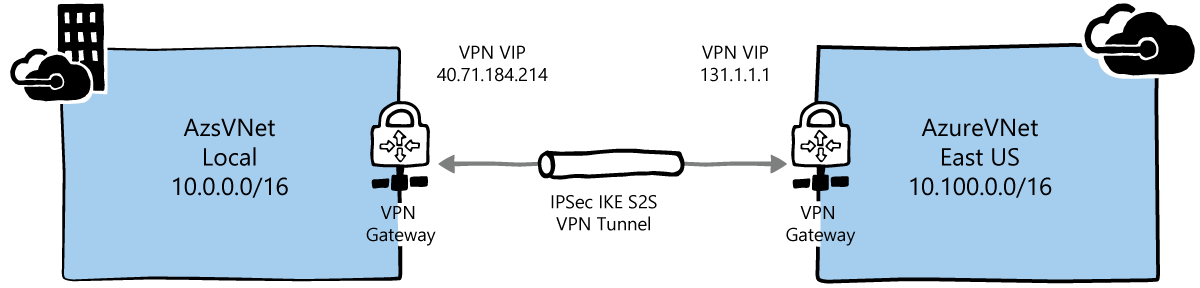 AzsVNet
Local
10.0.0.0/16
VPN
Gateway
VPN VIP
40.71.184.214
IPSec IKE S2S
VPN Tunnel
VPN VIP
131.1.1.1
VPN
Gateway
AzureVNet
East US
10.100.0.0/16